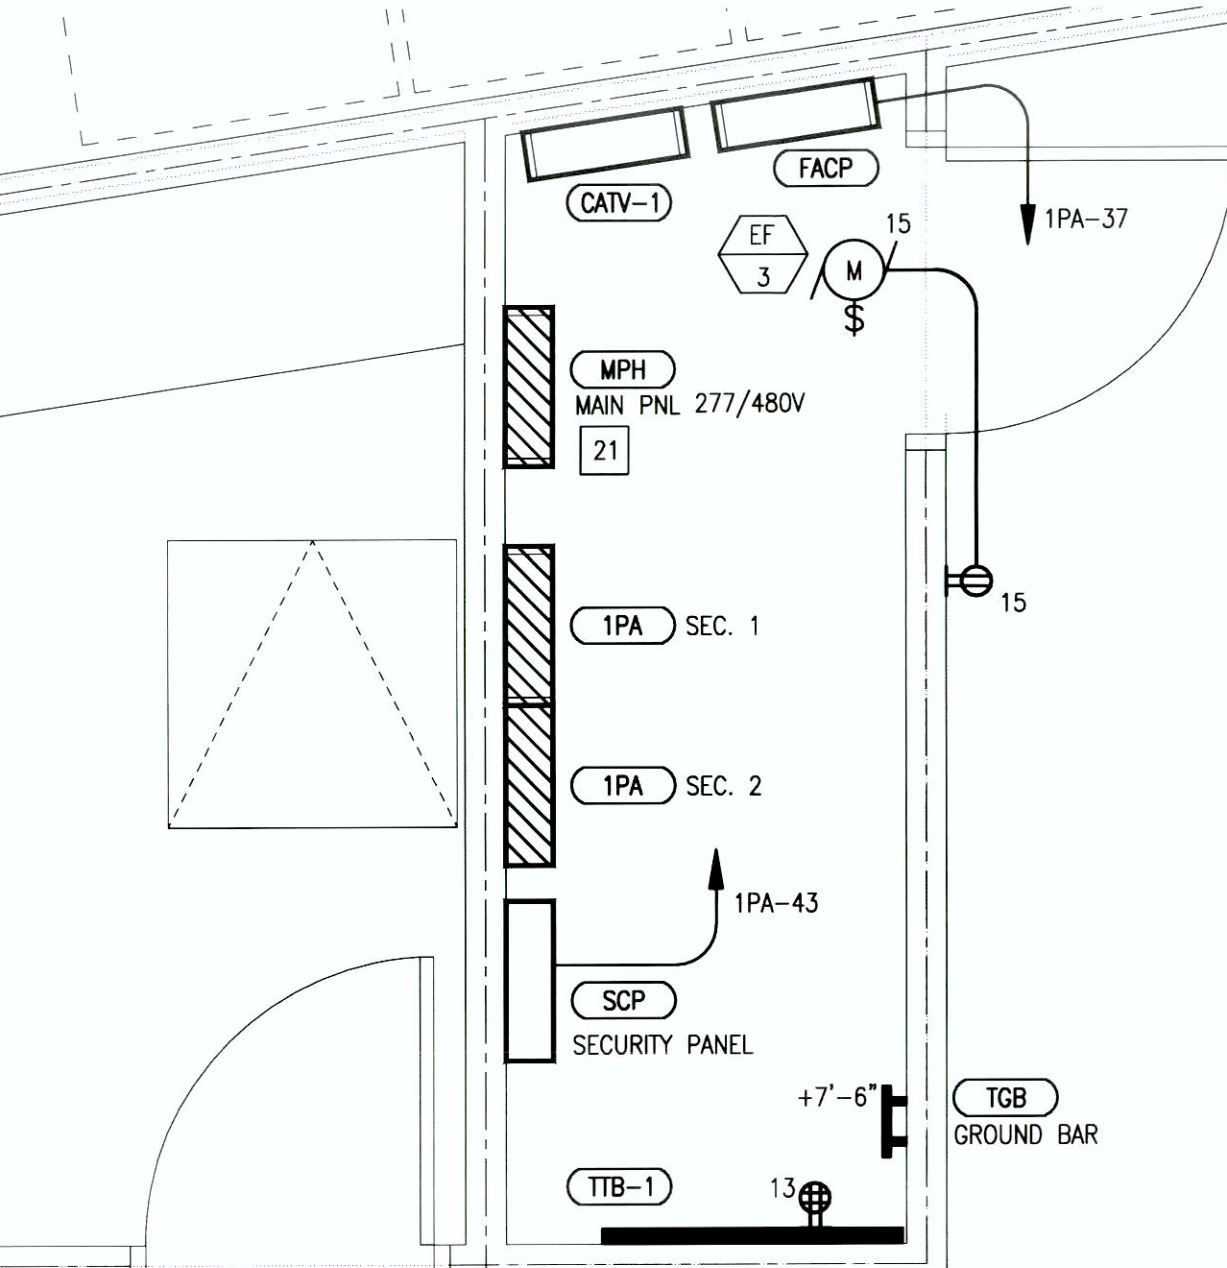 FACP
CATV-1
1PA-37
EF
3
M
15
$
MPH
MAIN PNL 277/480V
21
15
1PA SEC. 1
1PA SEC. 2
1PA-43
SCP
SECURITY PANEL
+7'-6"
TGB
GROUND BAR
TTB-1
13